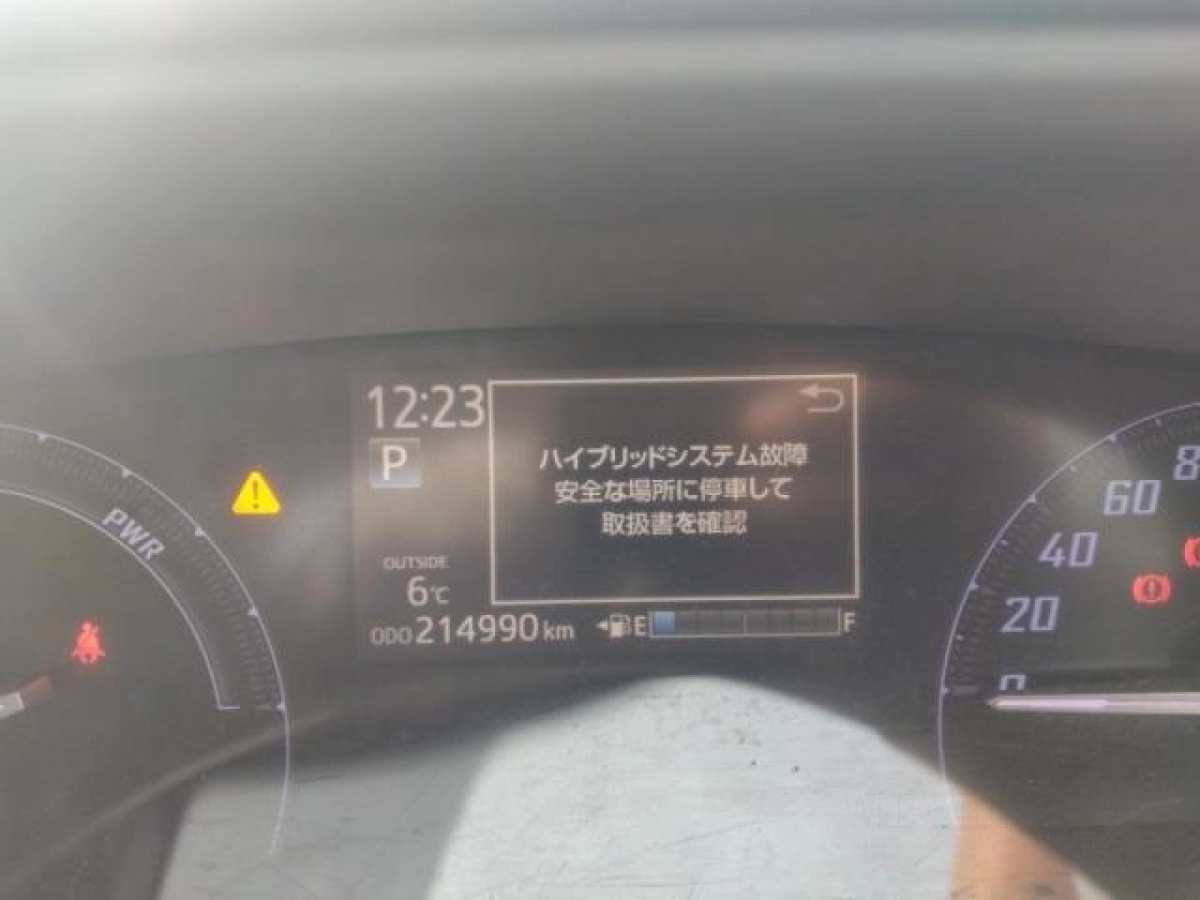 12:23
P
ハイブリッドシステム故障
安全な場所に停車して
取扱書を確認
PWR
OUTSIDE
6℃
ODO 214990 km
E
F
8
60
40
20
0